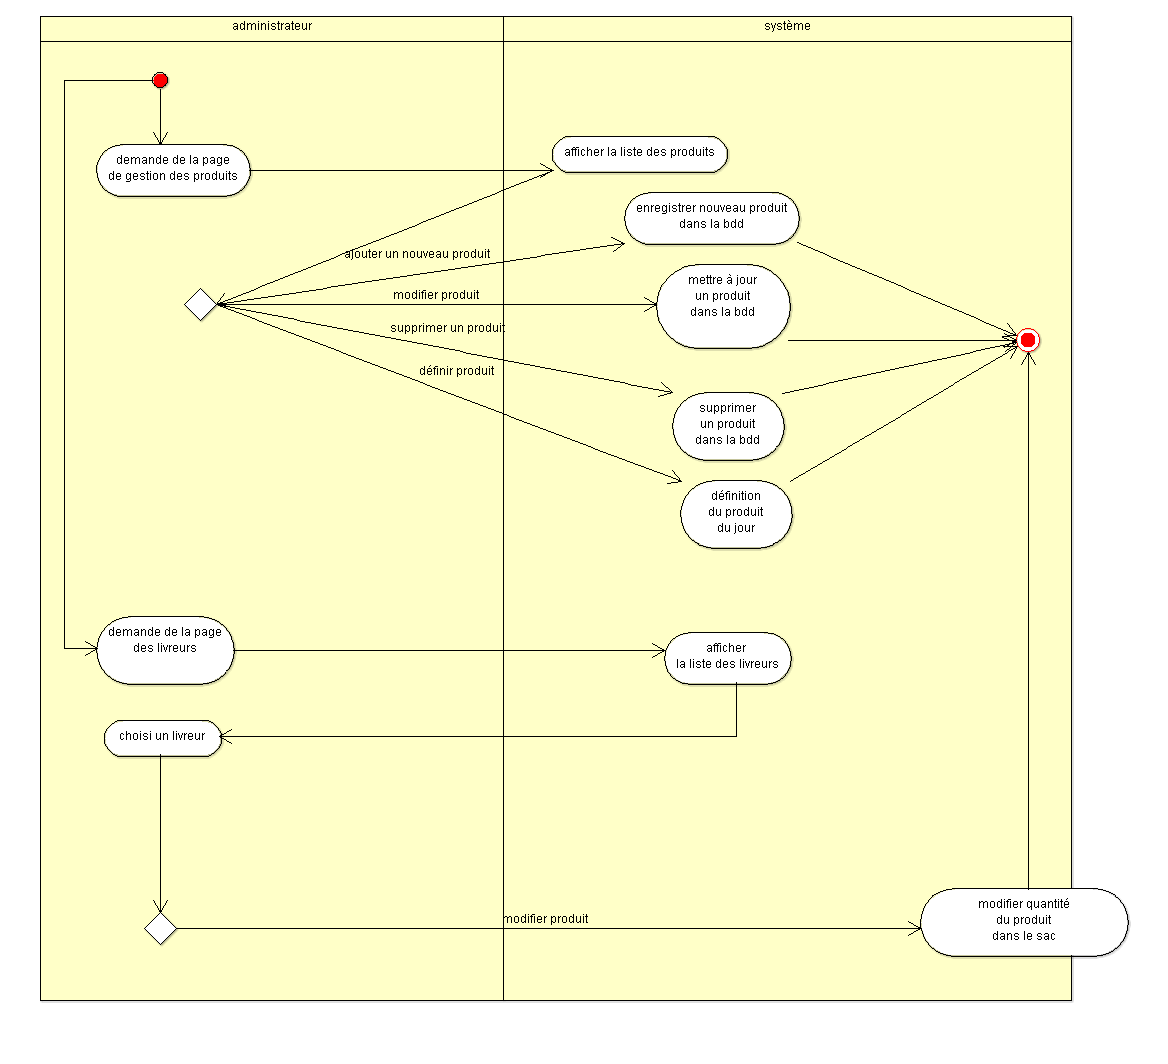 administrateur
système
demande de la page
de gestion des produits
afficher la liste des produits
enregistrer nouveau produit
dans la bdd
ajouter un nouveau produit
modifier produit
mettre à jour
un produit
dans la bdd
supprimer un produit
définir produit
supprimer
un produit
dans la bdd
définition
du produit
du jour
demande de la page
des livreurs
afficher
la liste des livreurs
choisi un livreur
modifier produit
modifier quantité
du produit
dans le sac